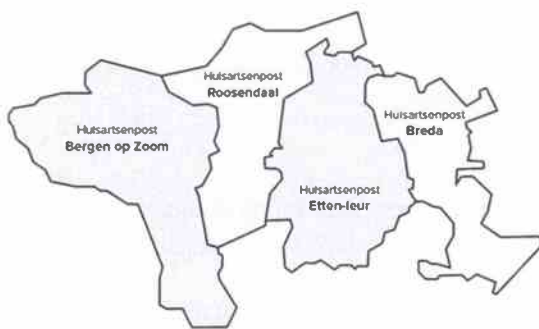 Huisartsenpost
Roosendaal
Huisartsenpost
Breda
Huisartsenpost
Bergen op Zoom
Huisartsenpost
Etten-leur